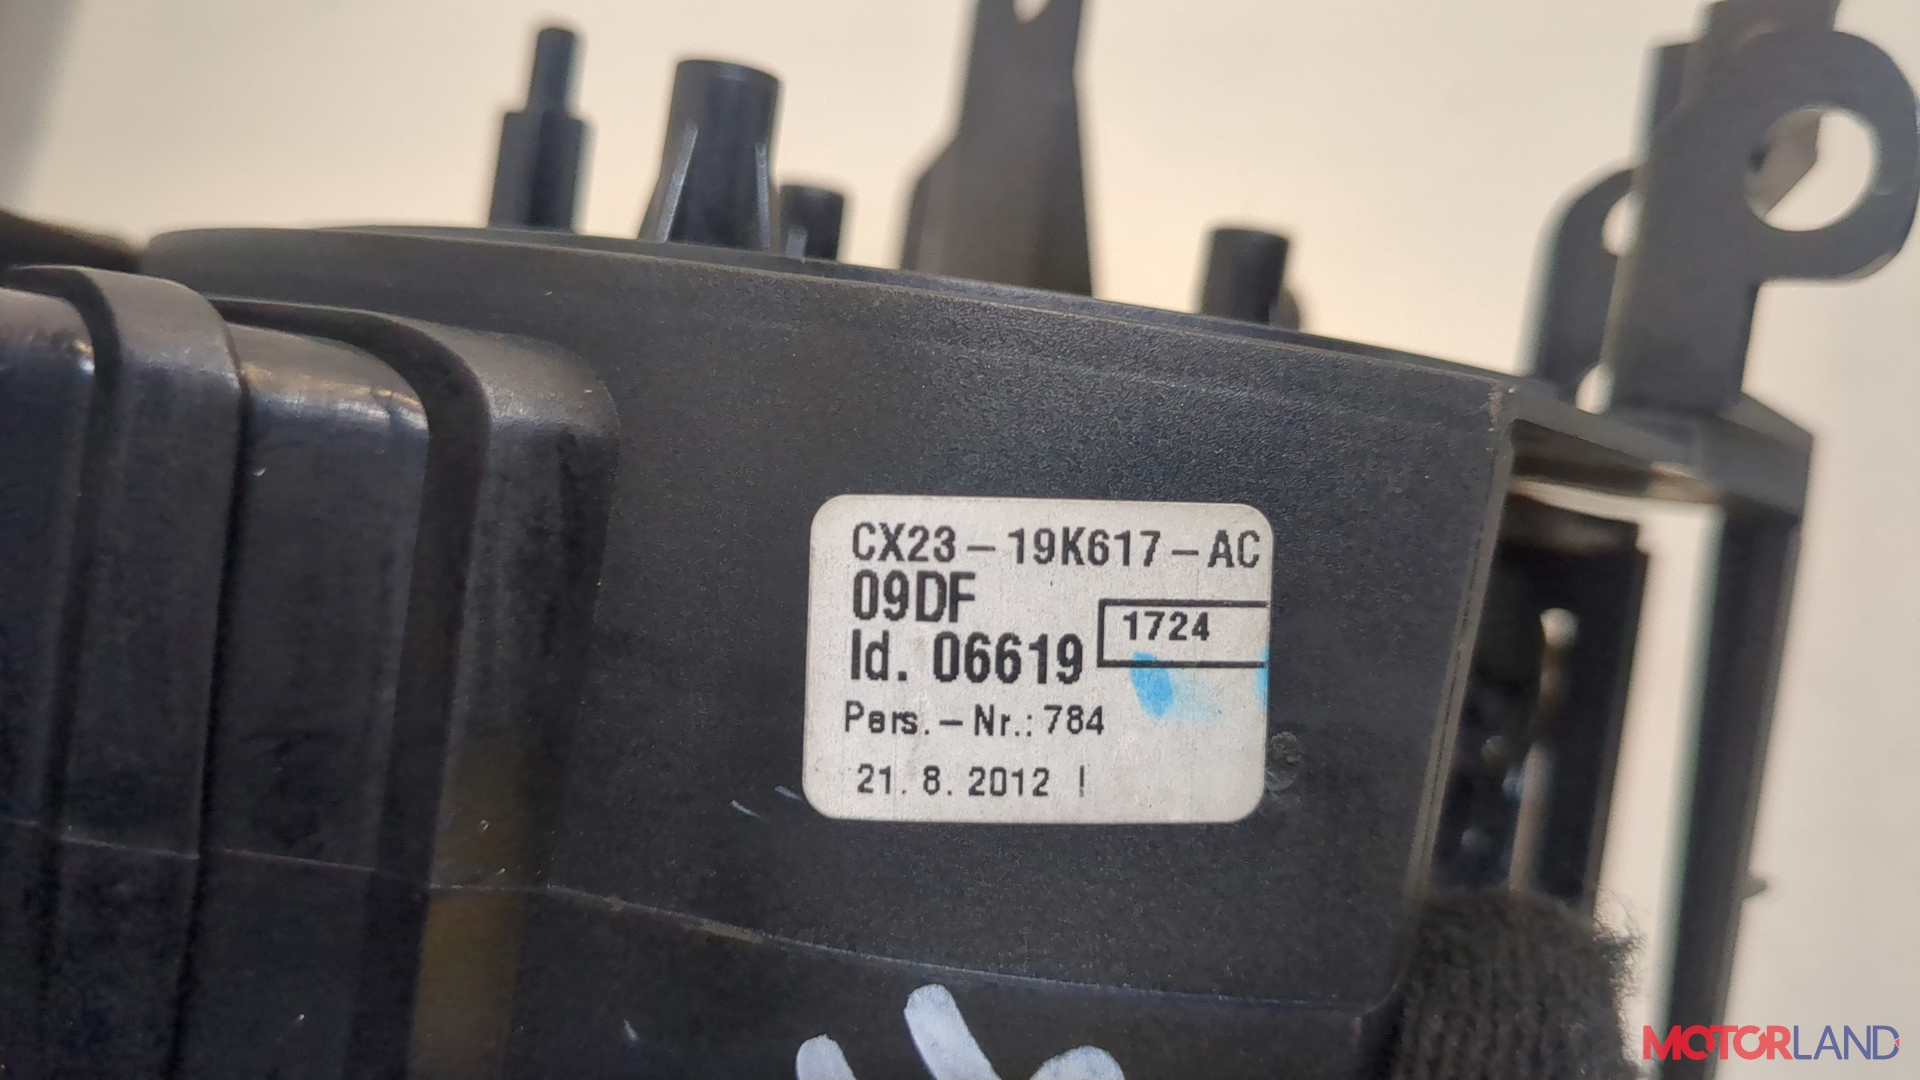 CX23-19K617-AC
09DF
1724
Id. 06619
Pers.-Nr.: 784
21. 8. 2012
MOTORLAND